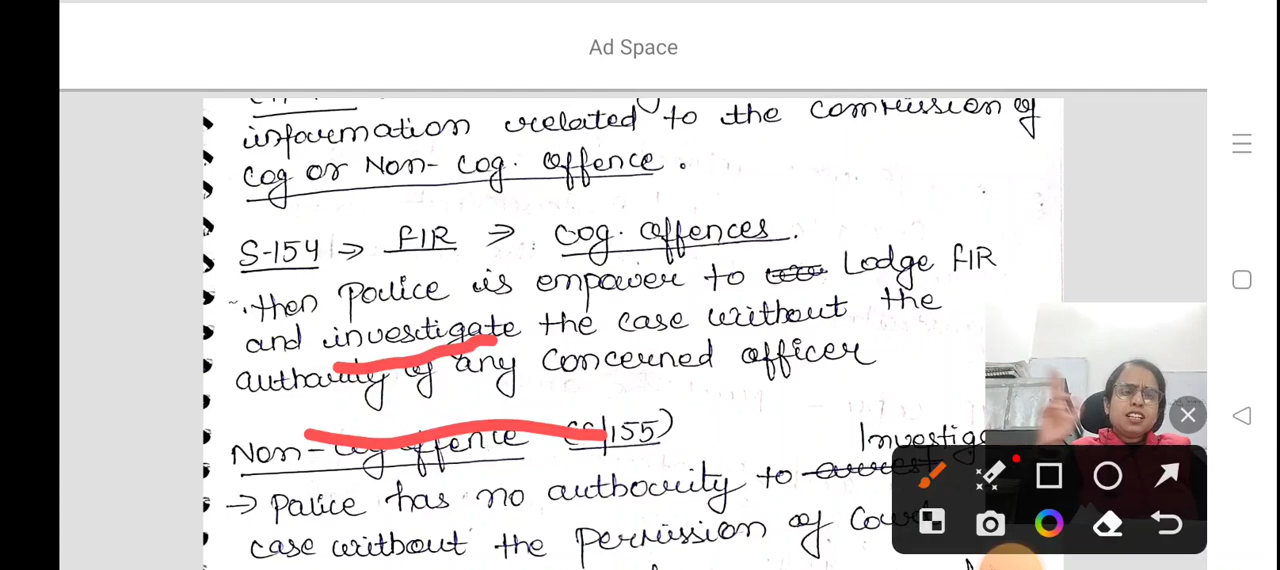 Ad Space
information related to the commission of
Cog or Non-Cog. offence.
S-154 → FIR → Cog. offences.
then Police is empower to Lodge FIR
and investigate the case without the
authority of any concerned officer
Non-Cog offence (S/155)
Investig
→ Police has no authority to
case without the permission of Court